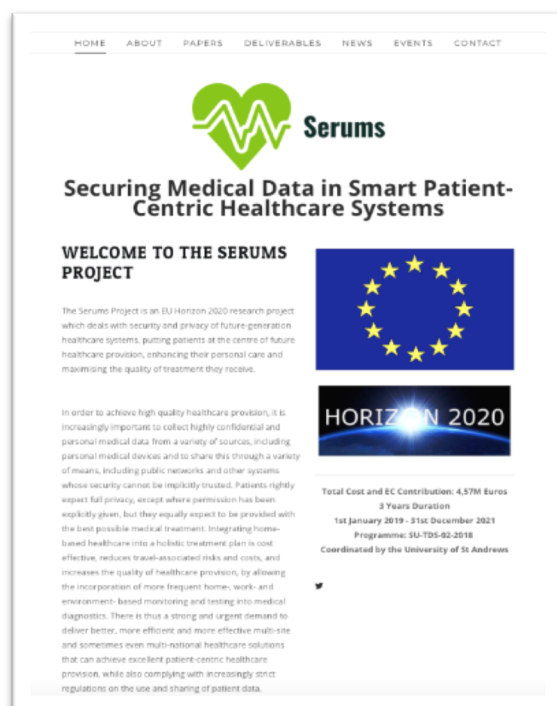 HOME ABOUT PAPERS DELIVERABLES NEWS EVENTS CONTACT
Serums
Securing Medical Data in Smart Patient-
Centric Healthcare Systems
WELCOME TO THE SERUMS
PROJECT
The Serums Project is an EU Horizon 2020 research project
which deals with security and privacy of future-generation
healthcare systems, putting patients at the centre of future
healthcare provision, enhancing their personal care and
maximising the quality of treatment they receive.
In order to achieve high quality healthcare provision, it is
increasingly important to collect highly confidential and
personal medical data from a variety of sources, including
personal medical devices and to share this through a variety
of means, including public networks and other systems
whose security cannot be implicitly trusted. Patients rightly
expect full privacy, except where permission has been
explicitly given, but they equally expect to be provided with
the best possible medical treatment. Integrating home-
based healthcare into a holistic treatment plan is cost
effective, reduces travel-associated risks and costs, and
increases the quality of healthcare provision, by allowing
the incorporation of more frequent home-, work- and
environment- based monitoring and testing into medical
diagnostics. There is thus a strong and urgent demand to
deliver better, more efficient and more effective multi-site
and sometimes even multi-national healthcare solutions
that can achieve excellent patient-centric healthcare
provision, while also complying with increasingly strict
regulations on the use and sharing of patient data.
HORIZON 2020
Total Cost and EC Contribution: 4,57M Euros
3 Years Duration
1st January 2019 - 31st December 2021
Programme: SU-TDS-02-2018
Coordinated by the University of St Andrews